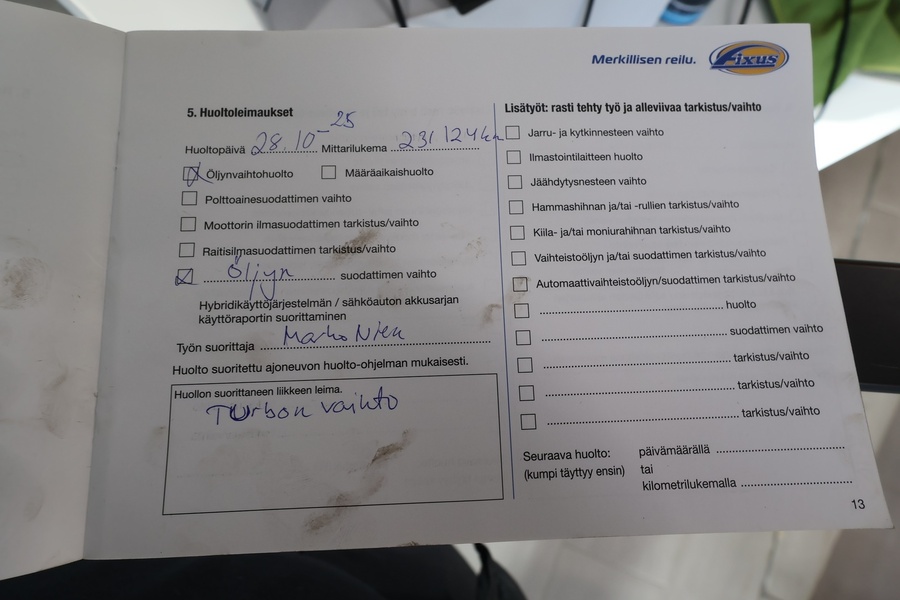 Merkillisen reilu. Fixus
5. Huoltoleimaukset
Huoltopäivä 28.10-25 Mittarilukema 231124km
Öljynvaihtohuolto Määräaikaishuolto
Polttoainesuodattimen vaihto
Moottorin ilmasuodattimen tarkistus/vaihto
Raitisilmasuodattimen tarkistus/vaihto
Öljyn suodattimen vaihto
Hybridikäyttöjärjestelmän / sähköauton akkusarjan
käyttöraportin suorittaminen
Työn suorittaja Marko
Huolto suoritettu ajoneuvon huolto-ohjelman mukaisesti.
Huollon suorittaneen liikkeen leima.
Turbon vaihto
Lisätyöt: rasti tehty työ ja alleviivaa tarkistus/vaihto
Jarru- ja kytkinnesteen vaihto
Ilmastointilaitteen huolto
Jäähdytysnesteen vaihto
Hammashihnan ja/tai -rullien tarkistus/vaihto
Kiila- ja/tai moniurahihnan tarkistus/vaihto
Vaihteistoöljyn ja/tai suodattimen tarkistus/vaihto
Automaattivaihteistoöljyn/suodattimen tarkistus/vaihto
huolto
suodattimen vaihto
tarkistus/vaihto
tarkistus/vaihto
tarkistus/vaihto
Seuraava huolto: päivämäärällä
(kumpi täyttyy ensin) tai
kilometrilukemalla
13